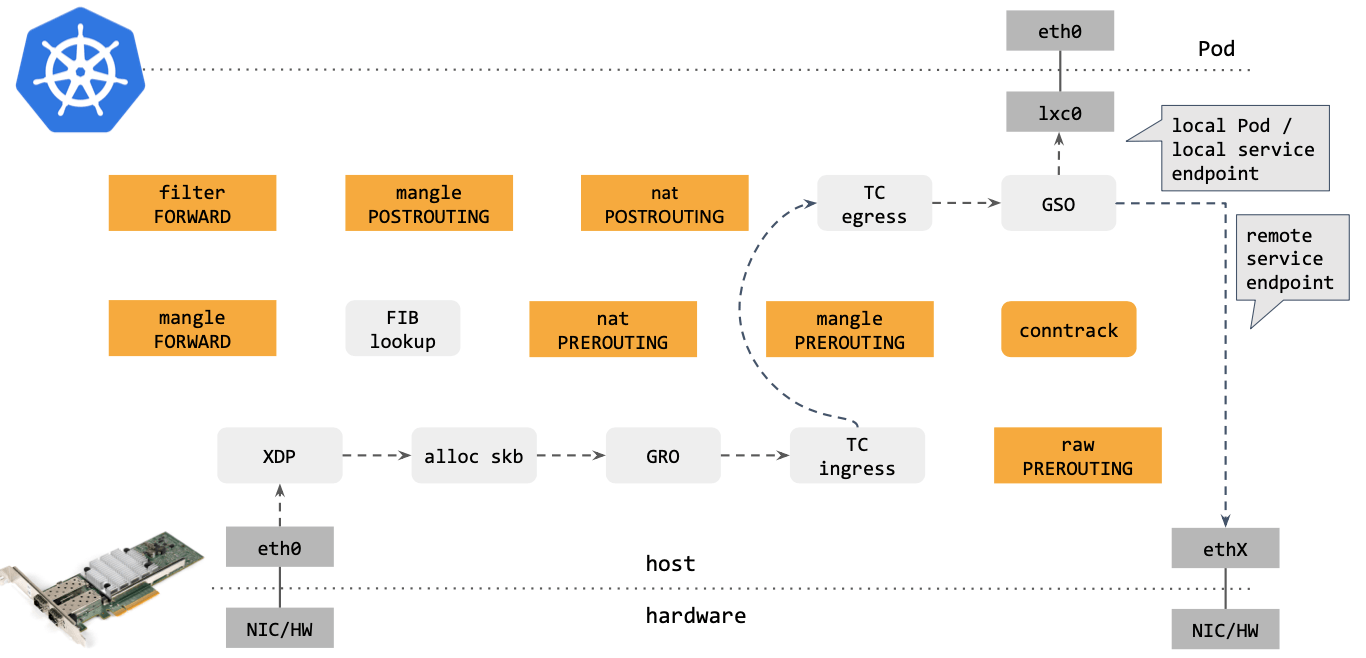 eth0
Pod
lxc0
local Pod /
local service
endpoint
filter
FORWARD
mangle
POSTROUTING
nat
POSTROUTING
TC
egress
GSO
remote
service
endpoint
mangle
FORWARD
FIB
lookup
nat
PREROUTING
mangle
PREROUTING
conntrack
XDP
alloc skb
GRO
TC
ingress
raw
PREROUTING
eth0
host
ethX
hardware
NIC/HW
NIC/HW